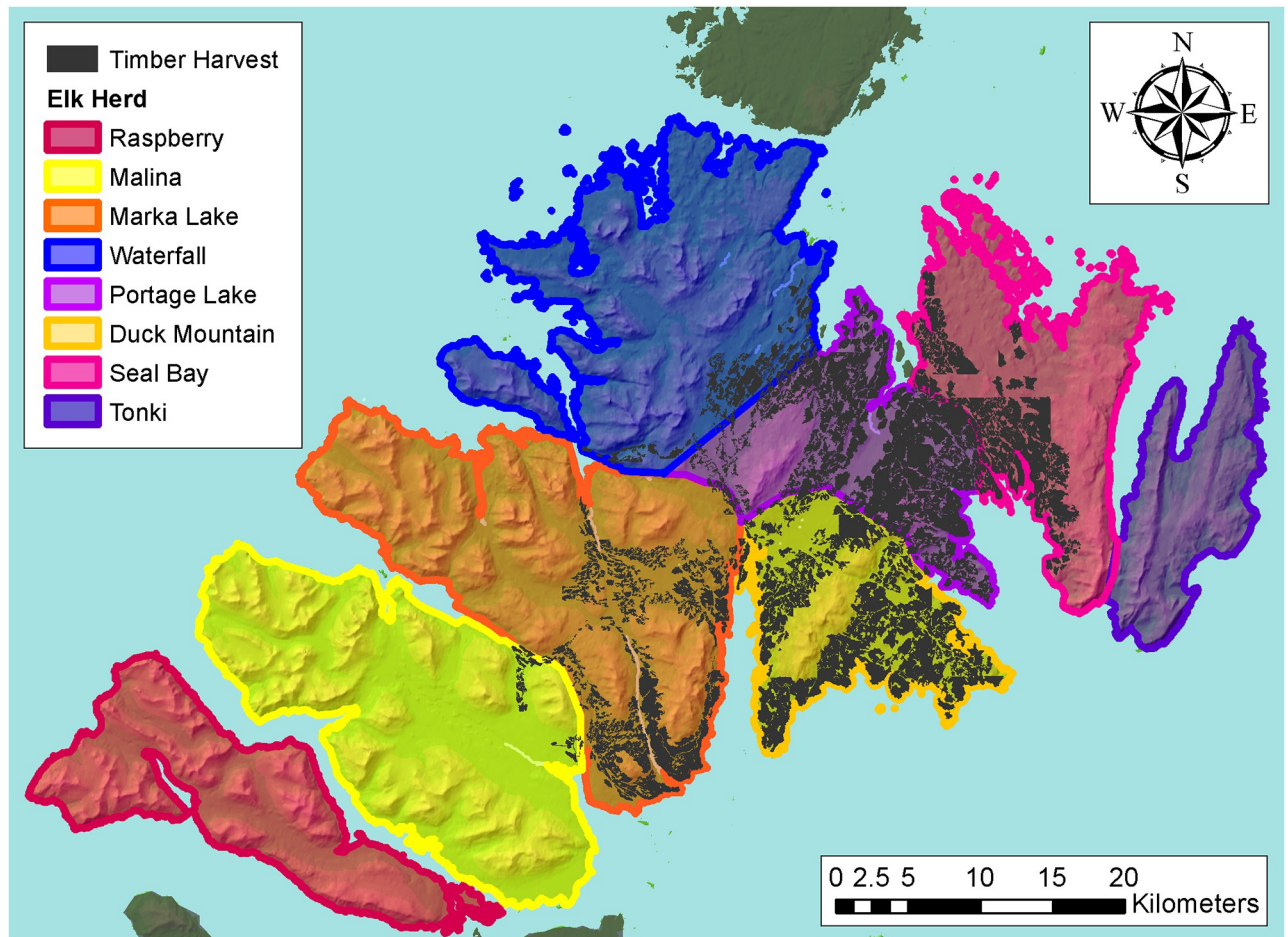 Timber Harvest
Elk Herd
Raspberry
Malina
Marka Lake
Waterfall
Portage Lake
Duck Mountain
Seal Bay
Tonki
N
W E
S
0 2.5 5 10 15 20
Kilometers